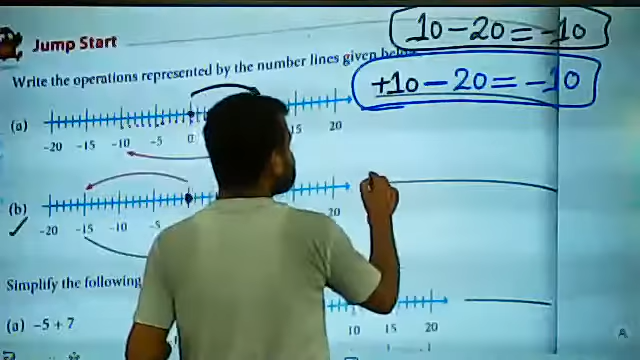 10 - 20 = -10
Jump Start
Write the operations represented by the number lines given below
+10 - 20 = -10
(a)
-20 -15 -10 -5 0 15 20
(b)
-20 -15 -10 -5 20
Simplify the following
(a) -5 + 7
10 15 20